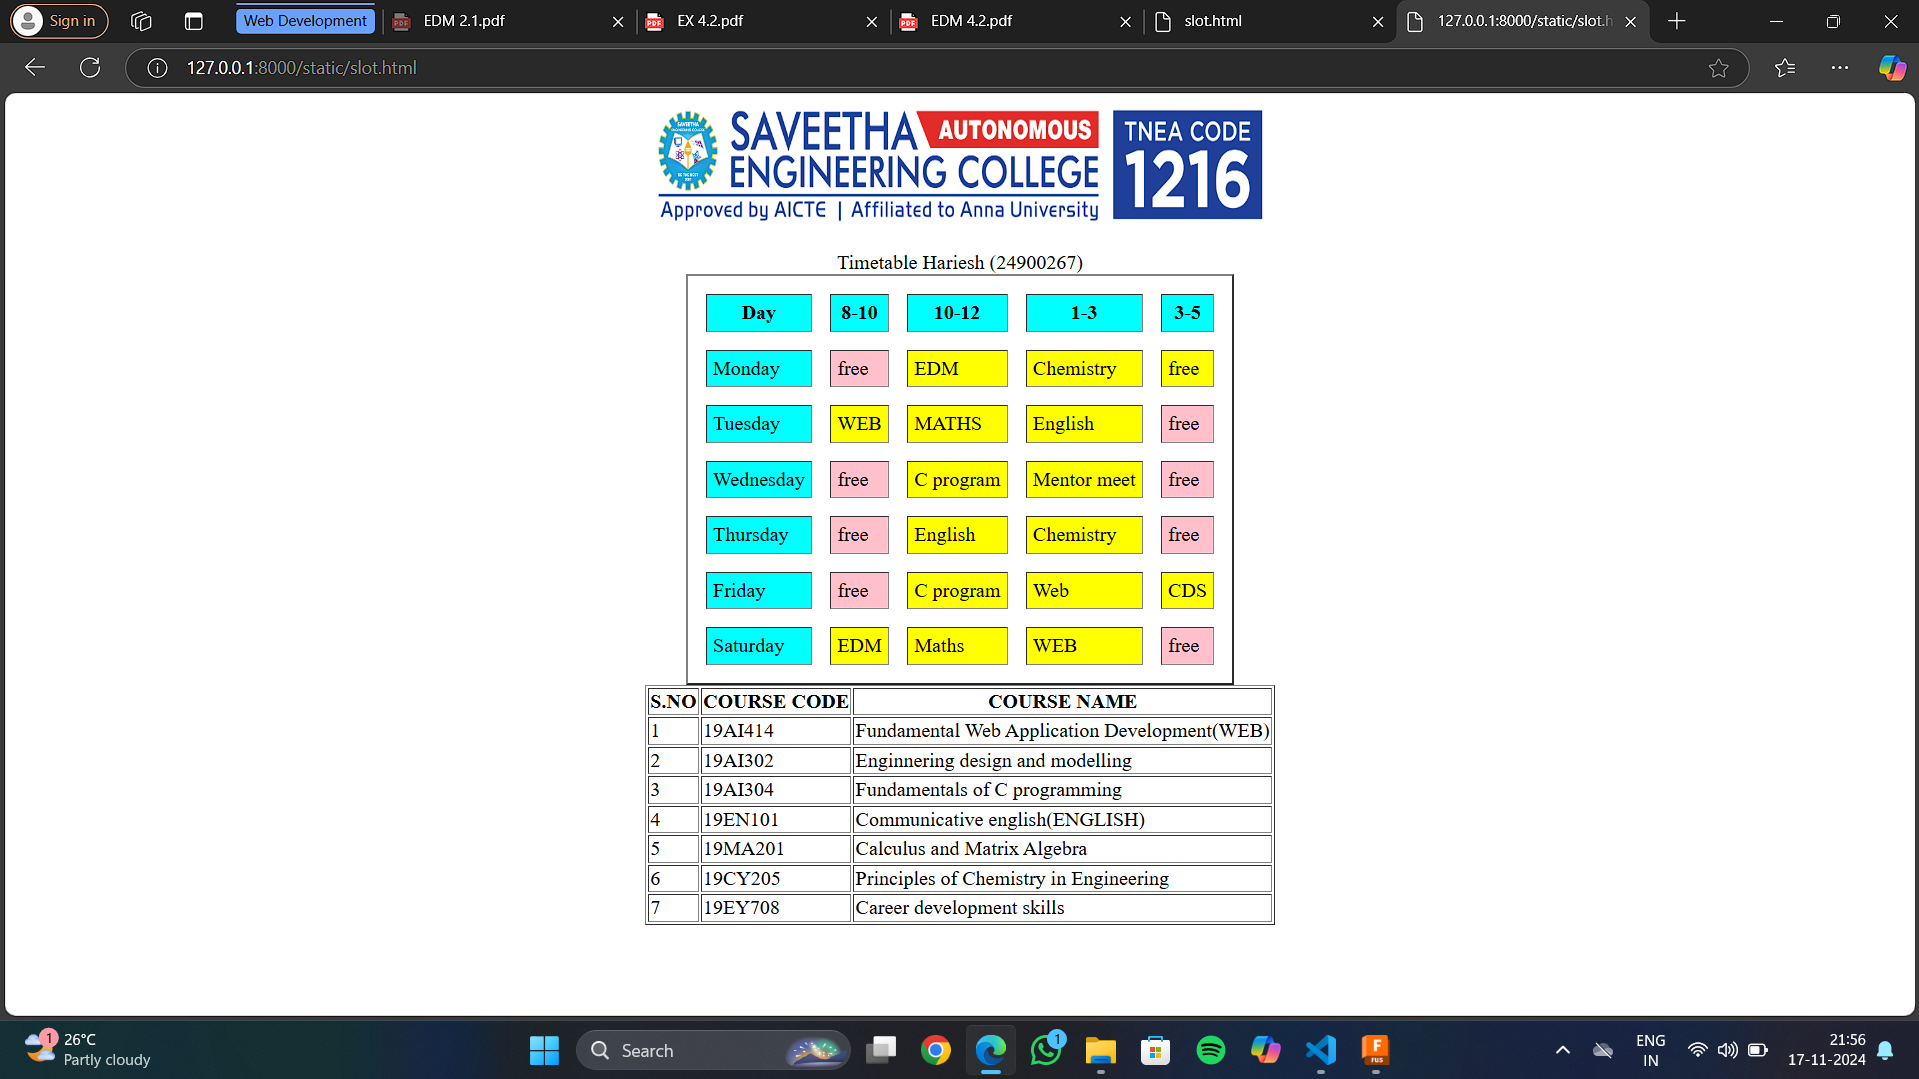 Sign in
Web Development
EDM 2.1.pdf
EX 4.2.pdf
EDM 4.2.pdf
slot.html
127.0.0.1:8000/static/slot.h
127.0.0.1:8000/static/slot.html
SAVEETHA AUTONOMOUS
ENGINEERING COLLEGE
Approved by AICTE | Affiliated to Anna University
TNEA CODE
1216
Timetable Hariesh (24900267)
Day 8-10 10-12 1-3 3-5
Monday free EDM Chemistry free
Tuesday WEB MATHS English free
Wednesday free C program Mentor meet free
Thursday free English Chemistry free
Friday free C program Web CDS
Saturday EDM Maths WEB free
S.NO COURSE CODE COURSE NAME
1 19AI414 Fundamental Web Application Development(WEB)
2 19AI302 Enginnering design and modelling
3 19AI304 Fundamentals of C programming
4 19EN101 Communicative english(ENGLISH)
5 19MA201 Calculus and Matrix Algebra
6 19CY205 Principles of Chemistry in Engineering
7 19EY708 Career development skills
1
26°C
Partly cloudy
Search
1
ENG
IN
21:56
17-11-2024